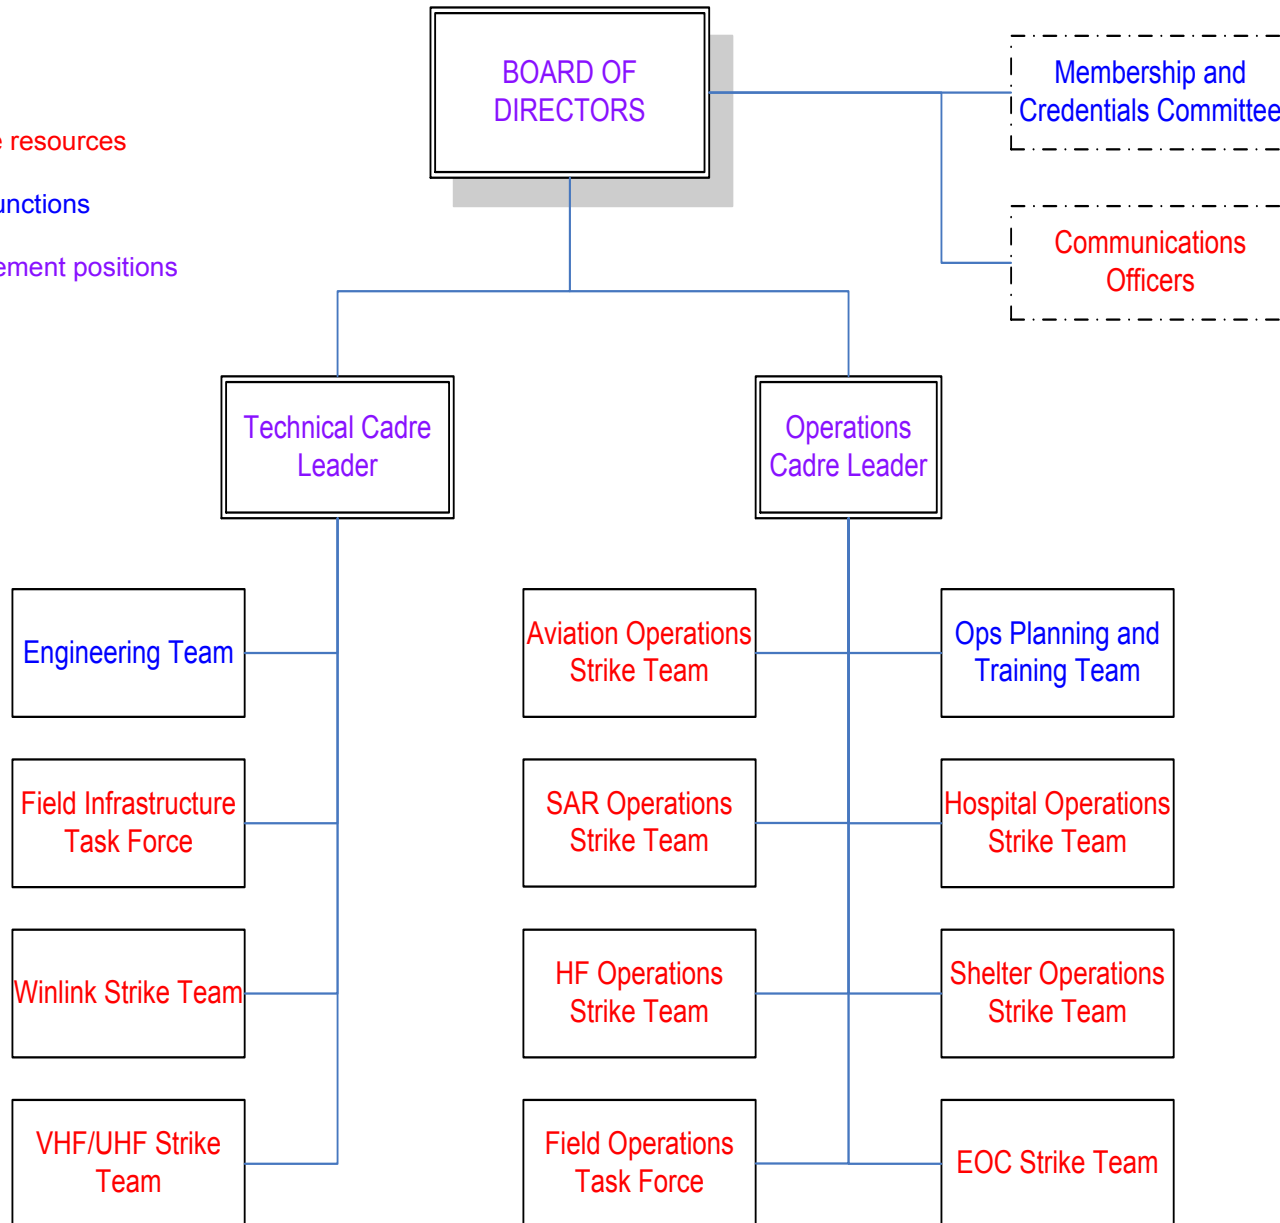 BOARD OF
DIRECTORS
Membership and
Credentials Committee
resources
Communications
Officers
positions
Technical Cadre
Leader
Operations
Cadre Leader
Engineering Team
Aviation Operations
Strike Team
Ops Planning and
Training Team
Field Infrastructure
Task Force
SAR Operations
Strike Team
Hospital Operations
Strike Team
Winlink Strike Team
HF Operations
Strike Team
Shelter Operations
Strike Team
VHF/UHF Strike
Team
Field Operations
Task Force
EOC Strike Team